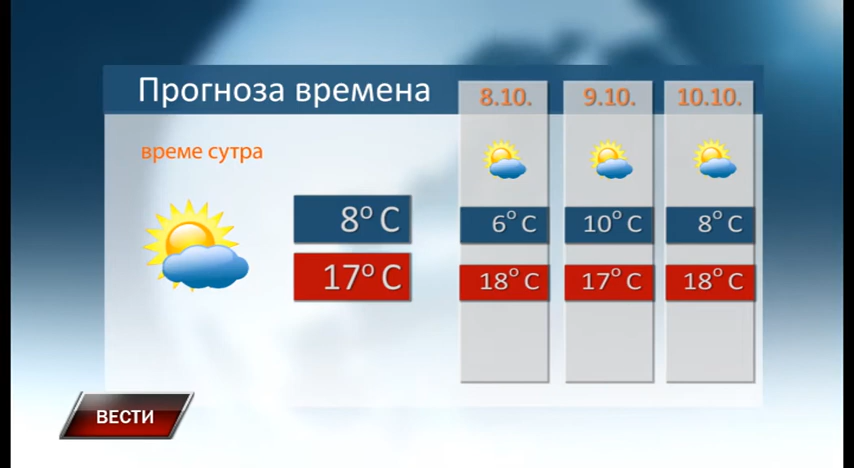 Прогноза времена
8.10. 9.10. 10.10.
време сутра
8° C
17° C
6° C 10° C 8° C
18° C 17° C 18° C
ВЕСТИ